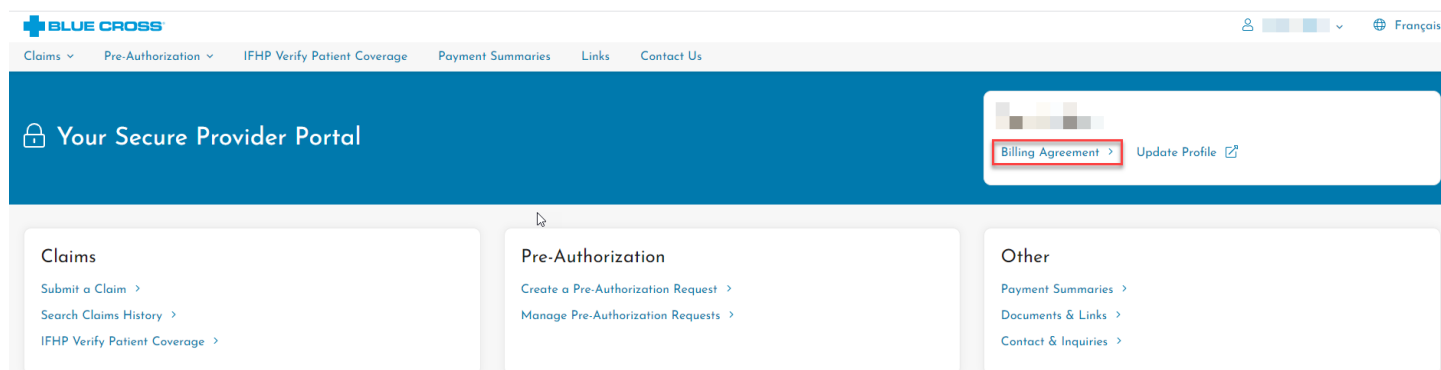 BLUE CROSS
Français
Claims Pre-Authorization IFHP Verify Patient Coverage Payment Summaries Links Contact Us
Your Secure Provider Portal
Billing Agreement Update Profile
Claims
Submit a Claim
Search Claims History
IFHP Verify Patient Coverage
Pre-Authorization
Create a Pre-Authorization Request
Manage Pre-Authorization Requests
Other
Payment Summaries
Documents & Links
Contact & Inquiries